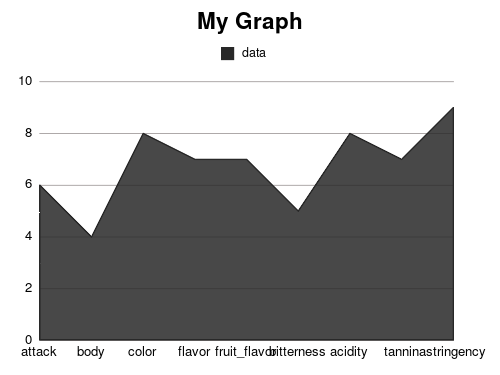 My Graph
data
10
8
6
4
2
0
attack body color flavor fruit_flavor bitterness acidity tannin astringency